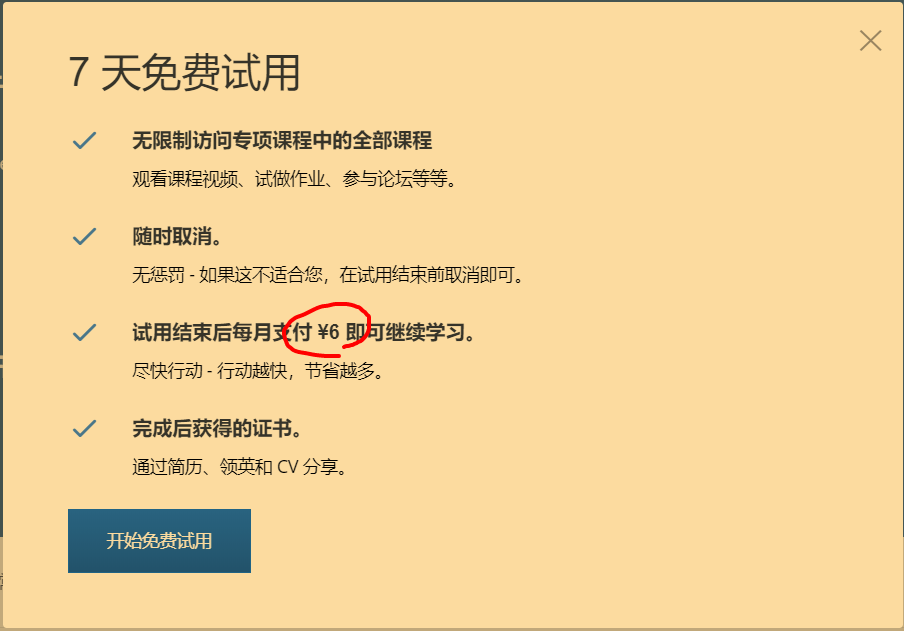 7 天免费试用
无限制访问专项课程中的全部课程
观看课程视频、试做作业、参与论坛等等。
随时取消。
无惩罚 - 如果这不适合您，在试用结束前取消即可。
试用结束后每月支付 ¥6 即可继续学习。
尽快行动 - 行动越快，节省越多。
完成后获得的证书。
通过简历、领英和 CV 分享。
开始免费试用